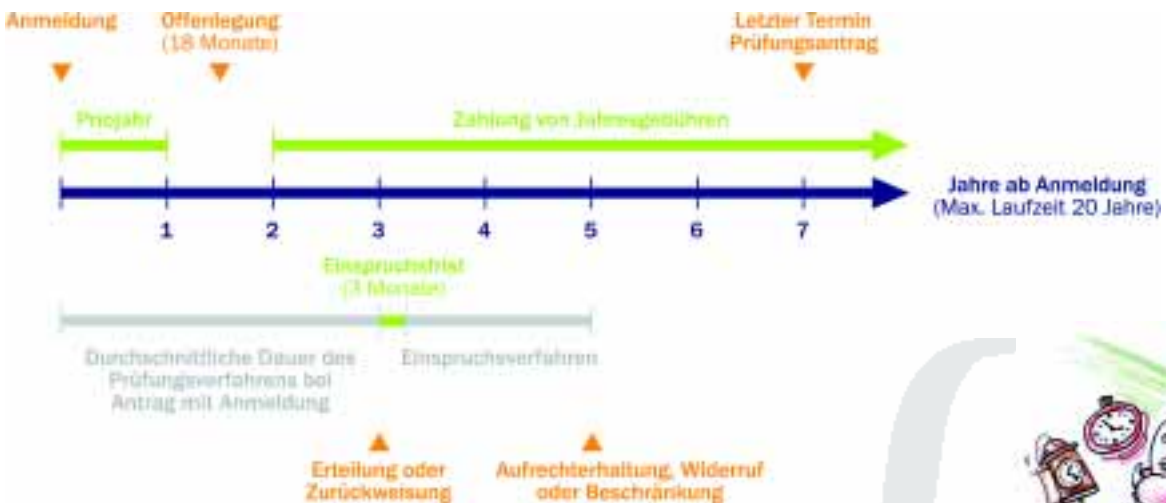 Anmeldung
Offenlegung
(18 Monate)
Letzter Termin
Prüfungsantrag
Priojahr
Zahlung von Jahresgebühren
Jahre ab Anmeldung
(Max. Laufzeit 20 Jahre)
1 2 3 4 5 6 7
Einspruchsfrist
(3 Monate)
Durchschnittliche Dauer des
Prüfungsverfahrens bei
Antrag mit Anmeldung
Einspruchsverfahren
Erteilung oder
Zurückweisung
Aufrechterhaltung, Widerruf
oder Beschränkung